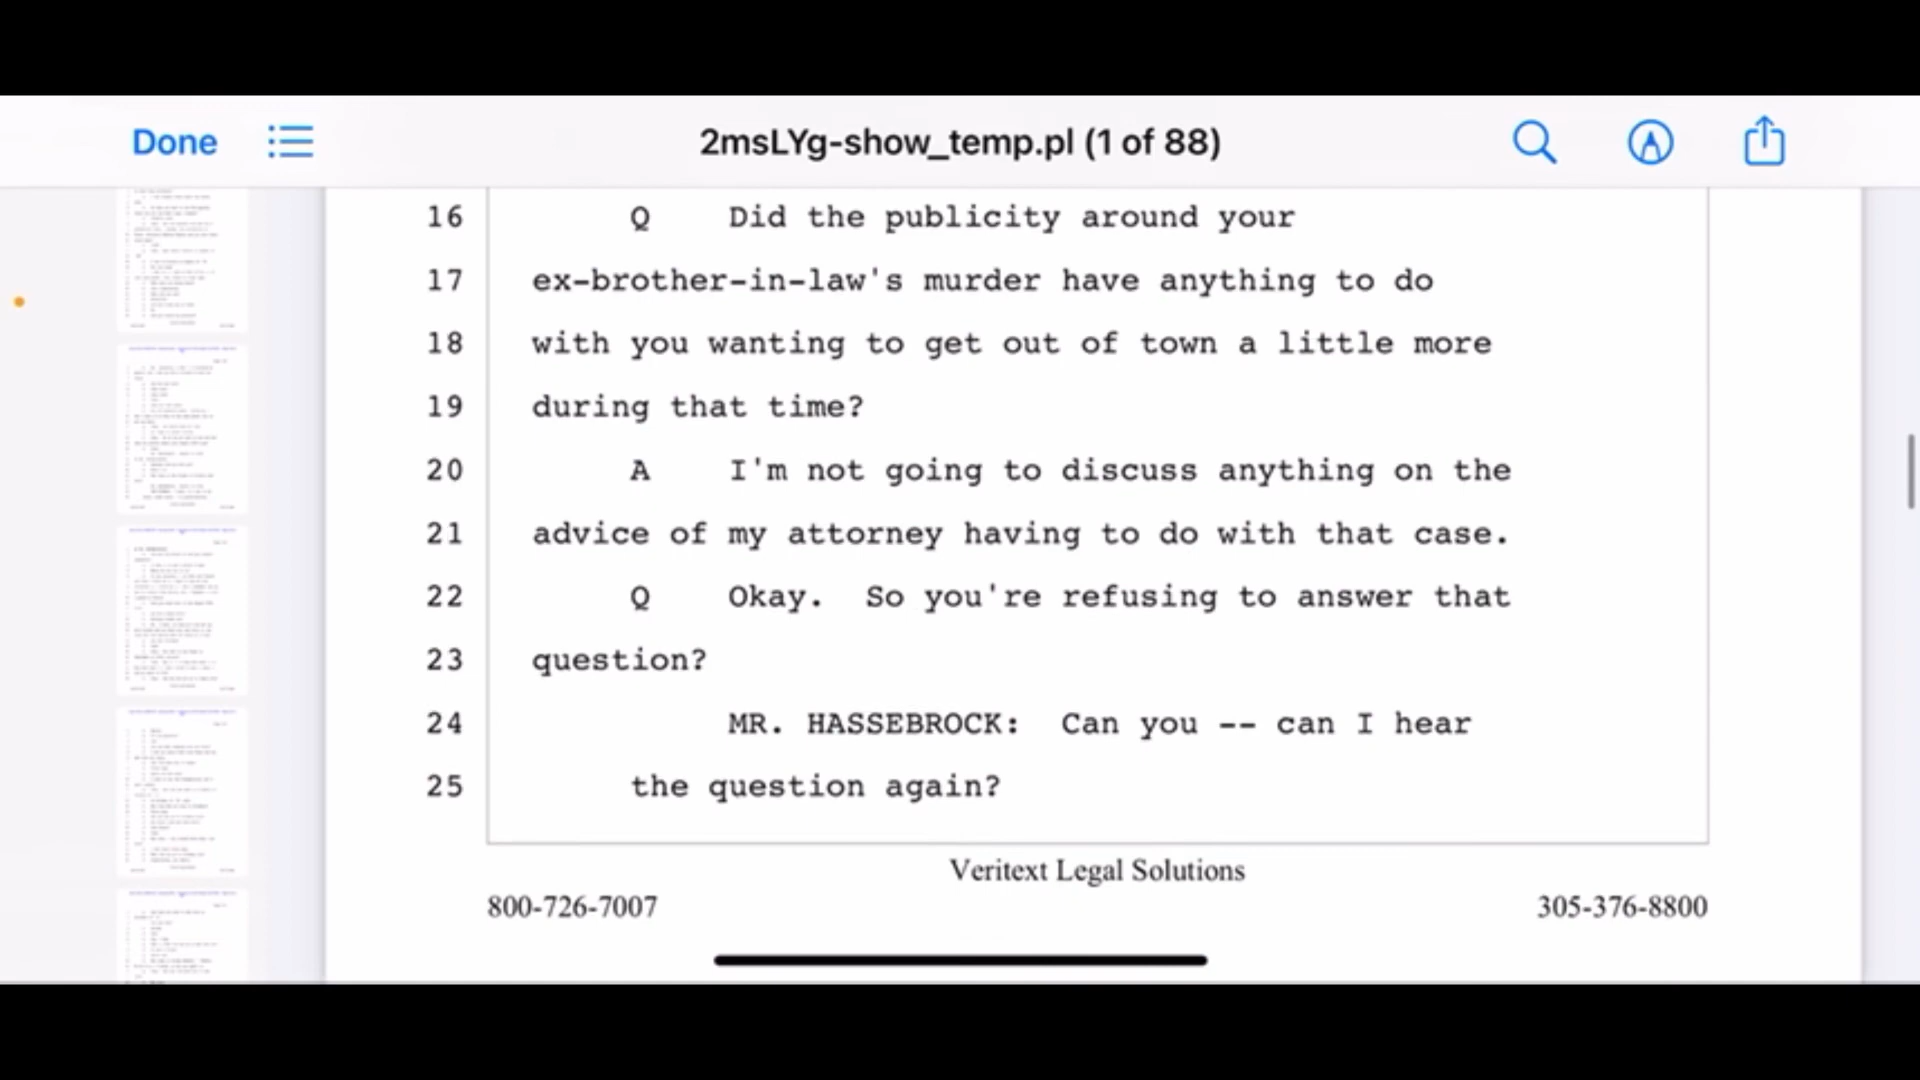 Done
2msLYg-show_temp.pl (1 of 88)
16 Q Did the publicity around your
17 ex-brother-in-law's murder have anything to do
18 with you wanting to get out of town a little more
19 during that time?
20 A I'm not going to discuss anything on the
21 advice of my attorney having to do with that case.
22 Q Okay. So you're refusing to answer that
23 question?
24 MR. HASSEBROCK: Can you -- can I hear
25 the question again?
Veritext Legal Solutions
800-726-7007 305-376-8800